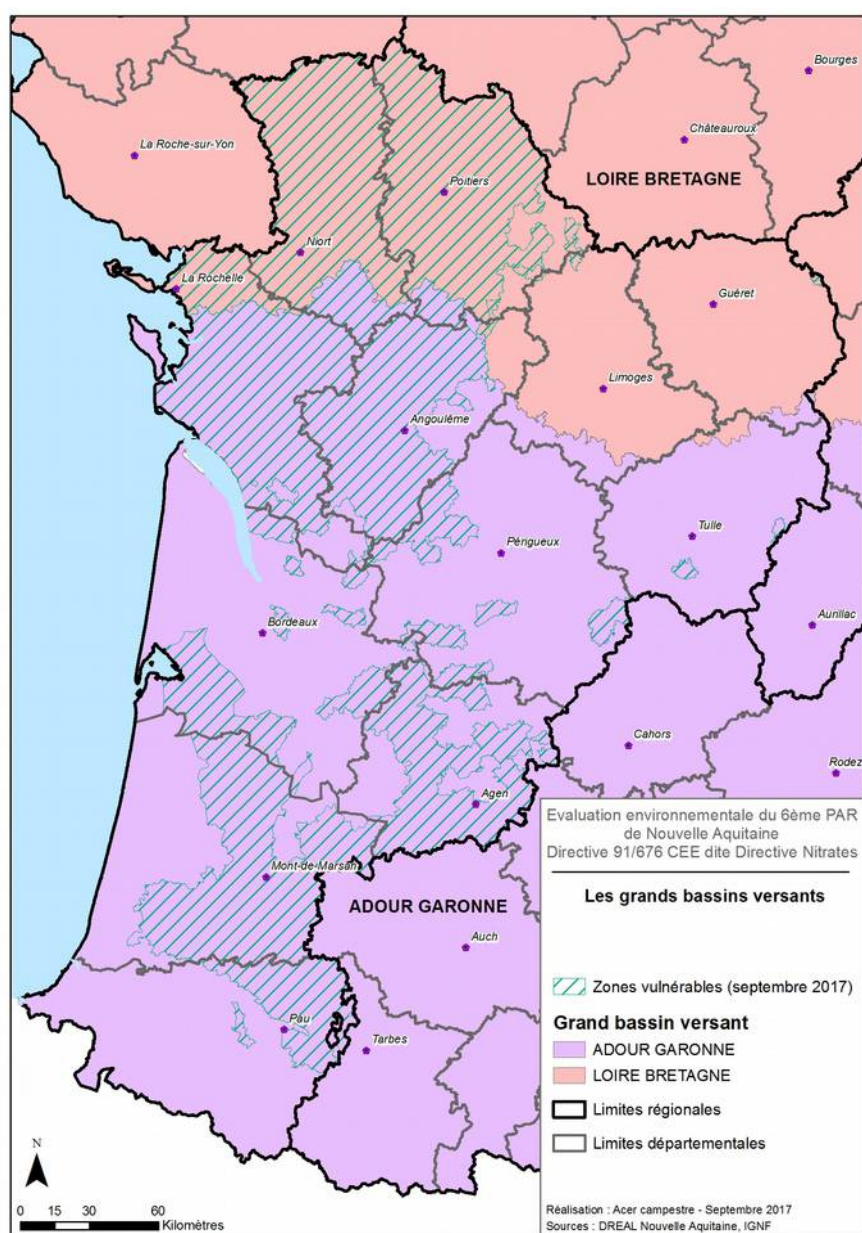 Bourges
La Roche-sur-Yon
Châteauroux
LOIRE BRETAGNE
Poitiers
Niort
La Rochelle
Guéret
Limoges
Angoulême
Périgueux
Tulle
Aurillac
Bordeaux
Cahors
Rodez
Agen
Mont-de-Marsan
ADOUR GARONNE
Auch
Pau
Tarbes
Evaluation environnementale du 6ème PAR
de Nouvelle Aquitaine
Directive 91/676 CEE dite Directive Nitrates
Les grands bassins versants
Zones vulnérables (septembre 2017)
Grand bassin versant
ADOUR GARONNE
LOIRE BRETAGNE
Limites régionales
Limites départementales
Réalisation : Acer campestre - Septembre 2017
Sources : DREAL Nouvelle Aquitaine, IGNF
N
0 15 30 60
Kilomètres